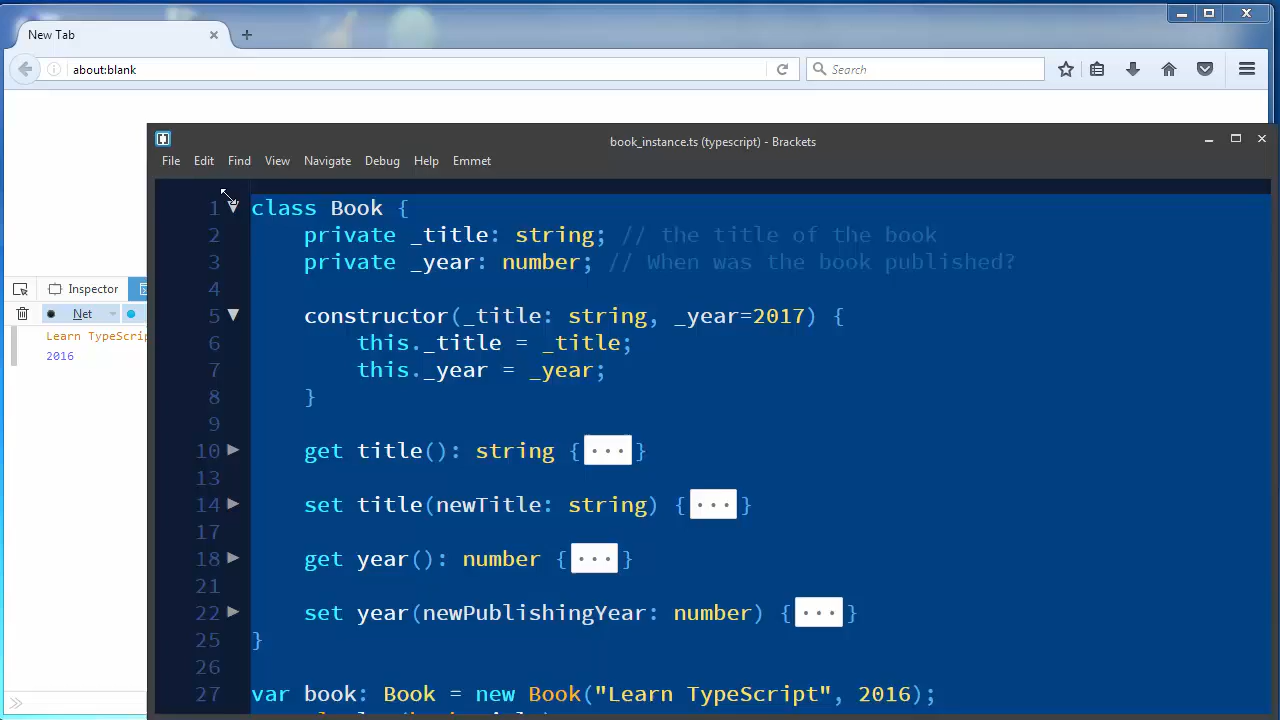 New Tab
about:blank
Search
book_instance.ts (typescript) - Brackets
File Edit Find View Navigate Debug Help Emmet
Inspector
Net
Learn TypeScrip
2016
1 class Book {
2 private _title: string; // the title of the book
3 private _year: number; // When was the book published?
4
5 constructor(_title: string, _year=2017) {
6 this._title = _title;
7 this._year = _year;
8 }
9
10 get title(): string {...}
13
14 set title(newTitle: string) {...}
17
18 get year(): number {...}
21
22 set year(newPublishingYear: number) {...}
25 }
26
27 var book: Book = new Book("Learn TypeScript", 2016);